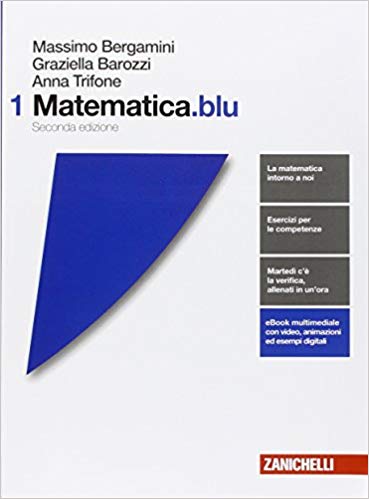 Massimo Bergamini
Graziella Barozzi
Anna Trifone
1 Matematica.blu
Seconda edizione
La matematica
intorno a noi
Esercizi per
le competenze
Martedì c'è
la verifica,
allenati in un'ora
eBook multimediale
con video, animazioni
ed esempi digitali
ZANICHELLI